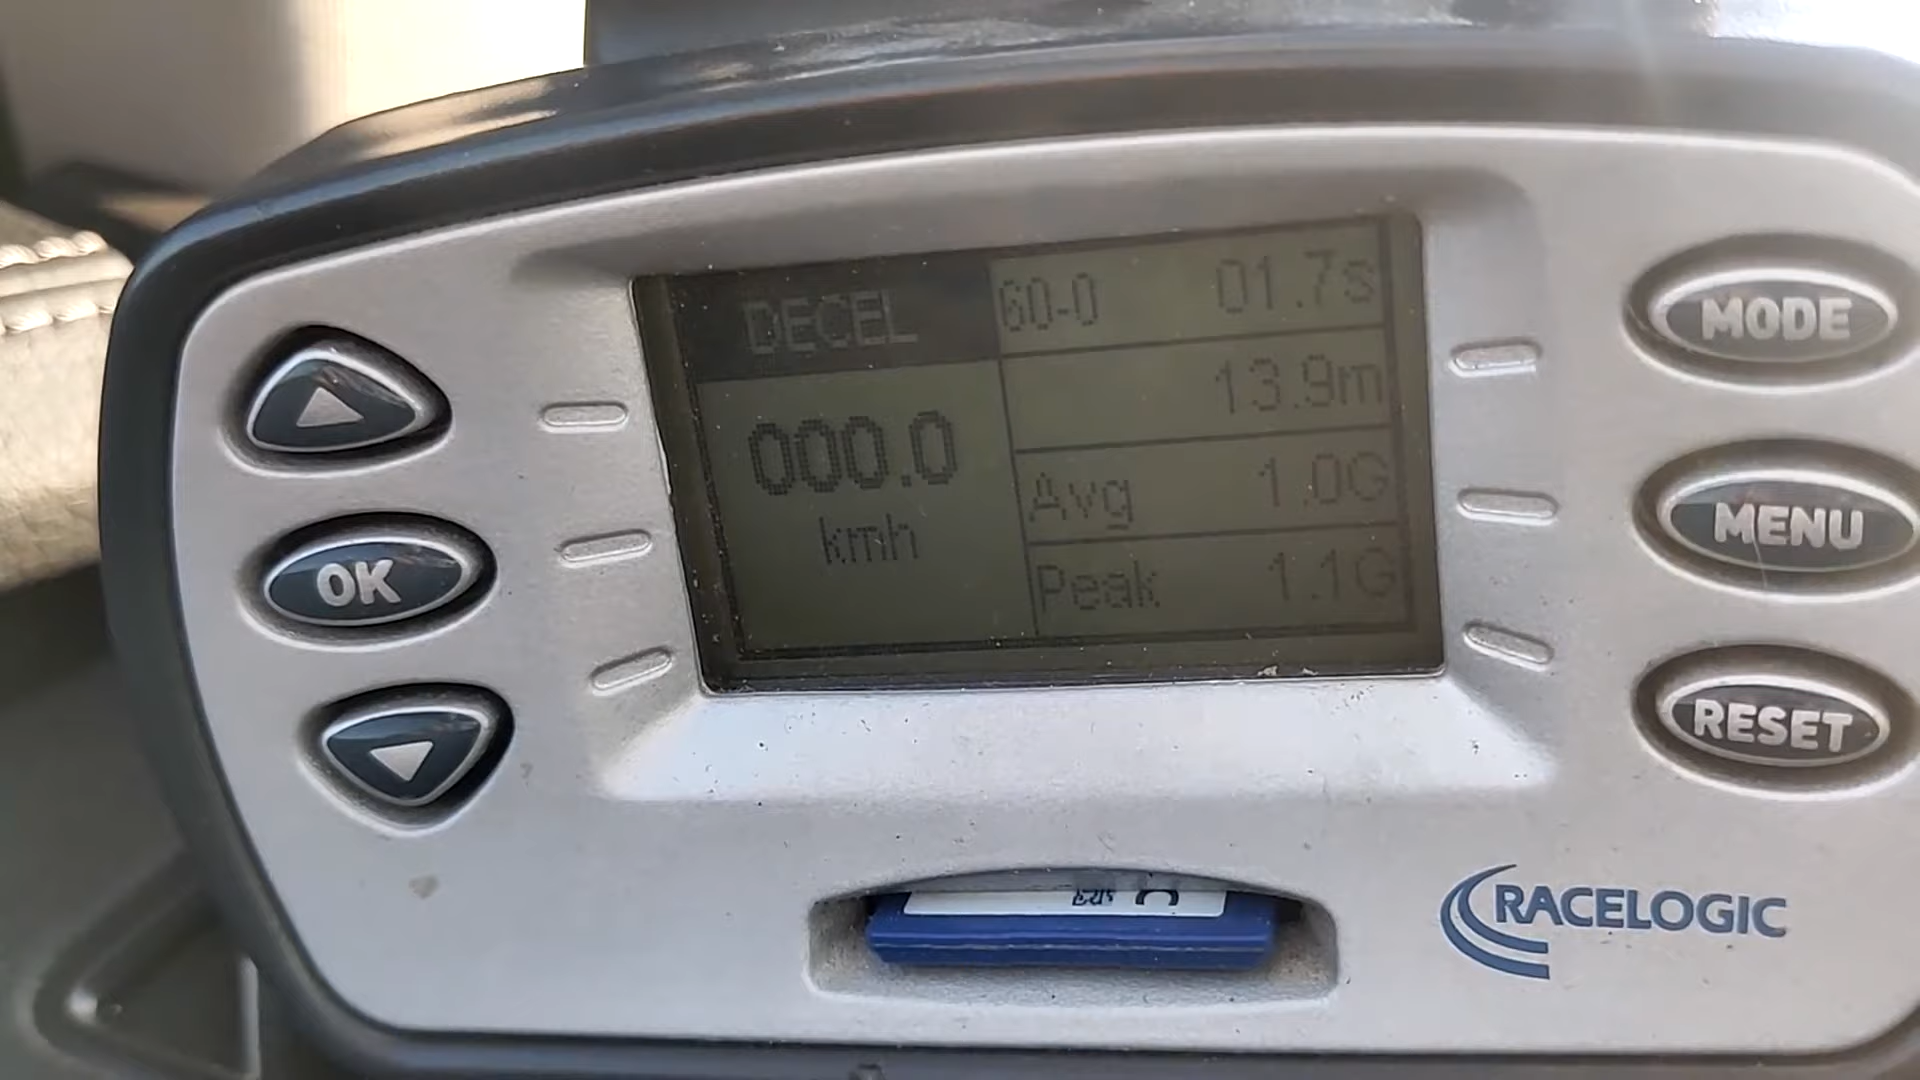 DECEL
000.0
kmh
60-0 01.7s
13.9m
Avg 1.0G
Peak 1.1G
OK
MODE
MENU
RESET
RACELOGIC